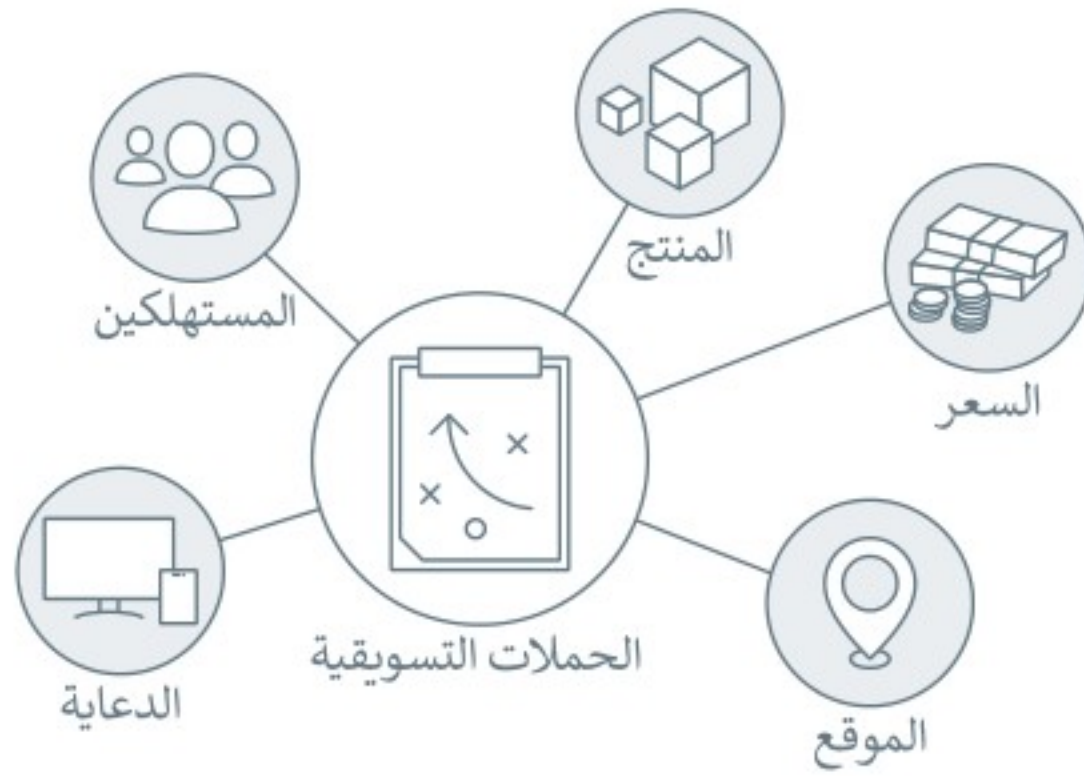 المنتج
المستهلكين
السعر
الحملات التسويقية
الدعاية
الموقع